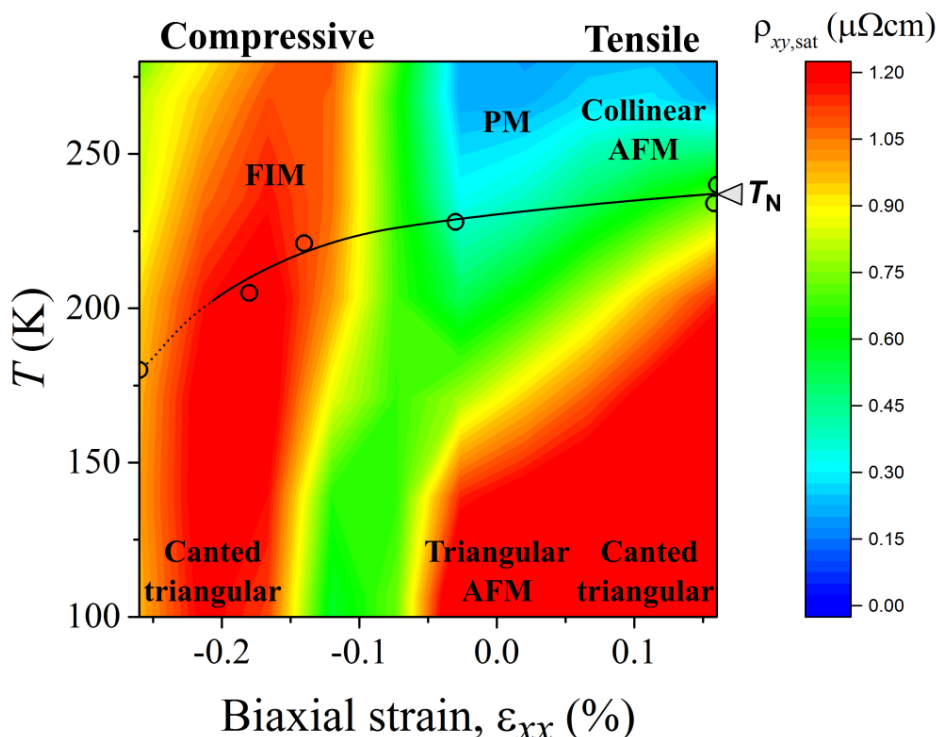 Compressive
Tensile
ρxy,sat (μΩcm)
PM
Collinear
AFM
FIM
TN
Canted
triangular
Triangular
AFM
Canted
triangular
250
200
150
100
T (K)
-0.2
-0.1
0.0
0.1
Biaxial strain, εxx (%)
1.20
1.05
0.90
0.75
0.60
0.45
0.30
0.15
0.00